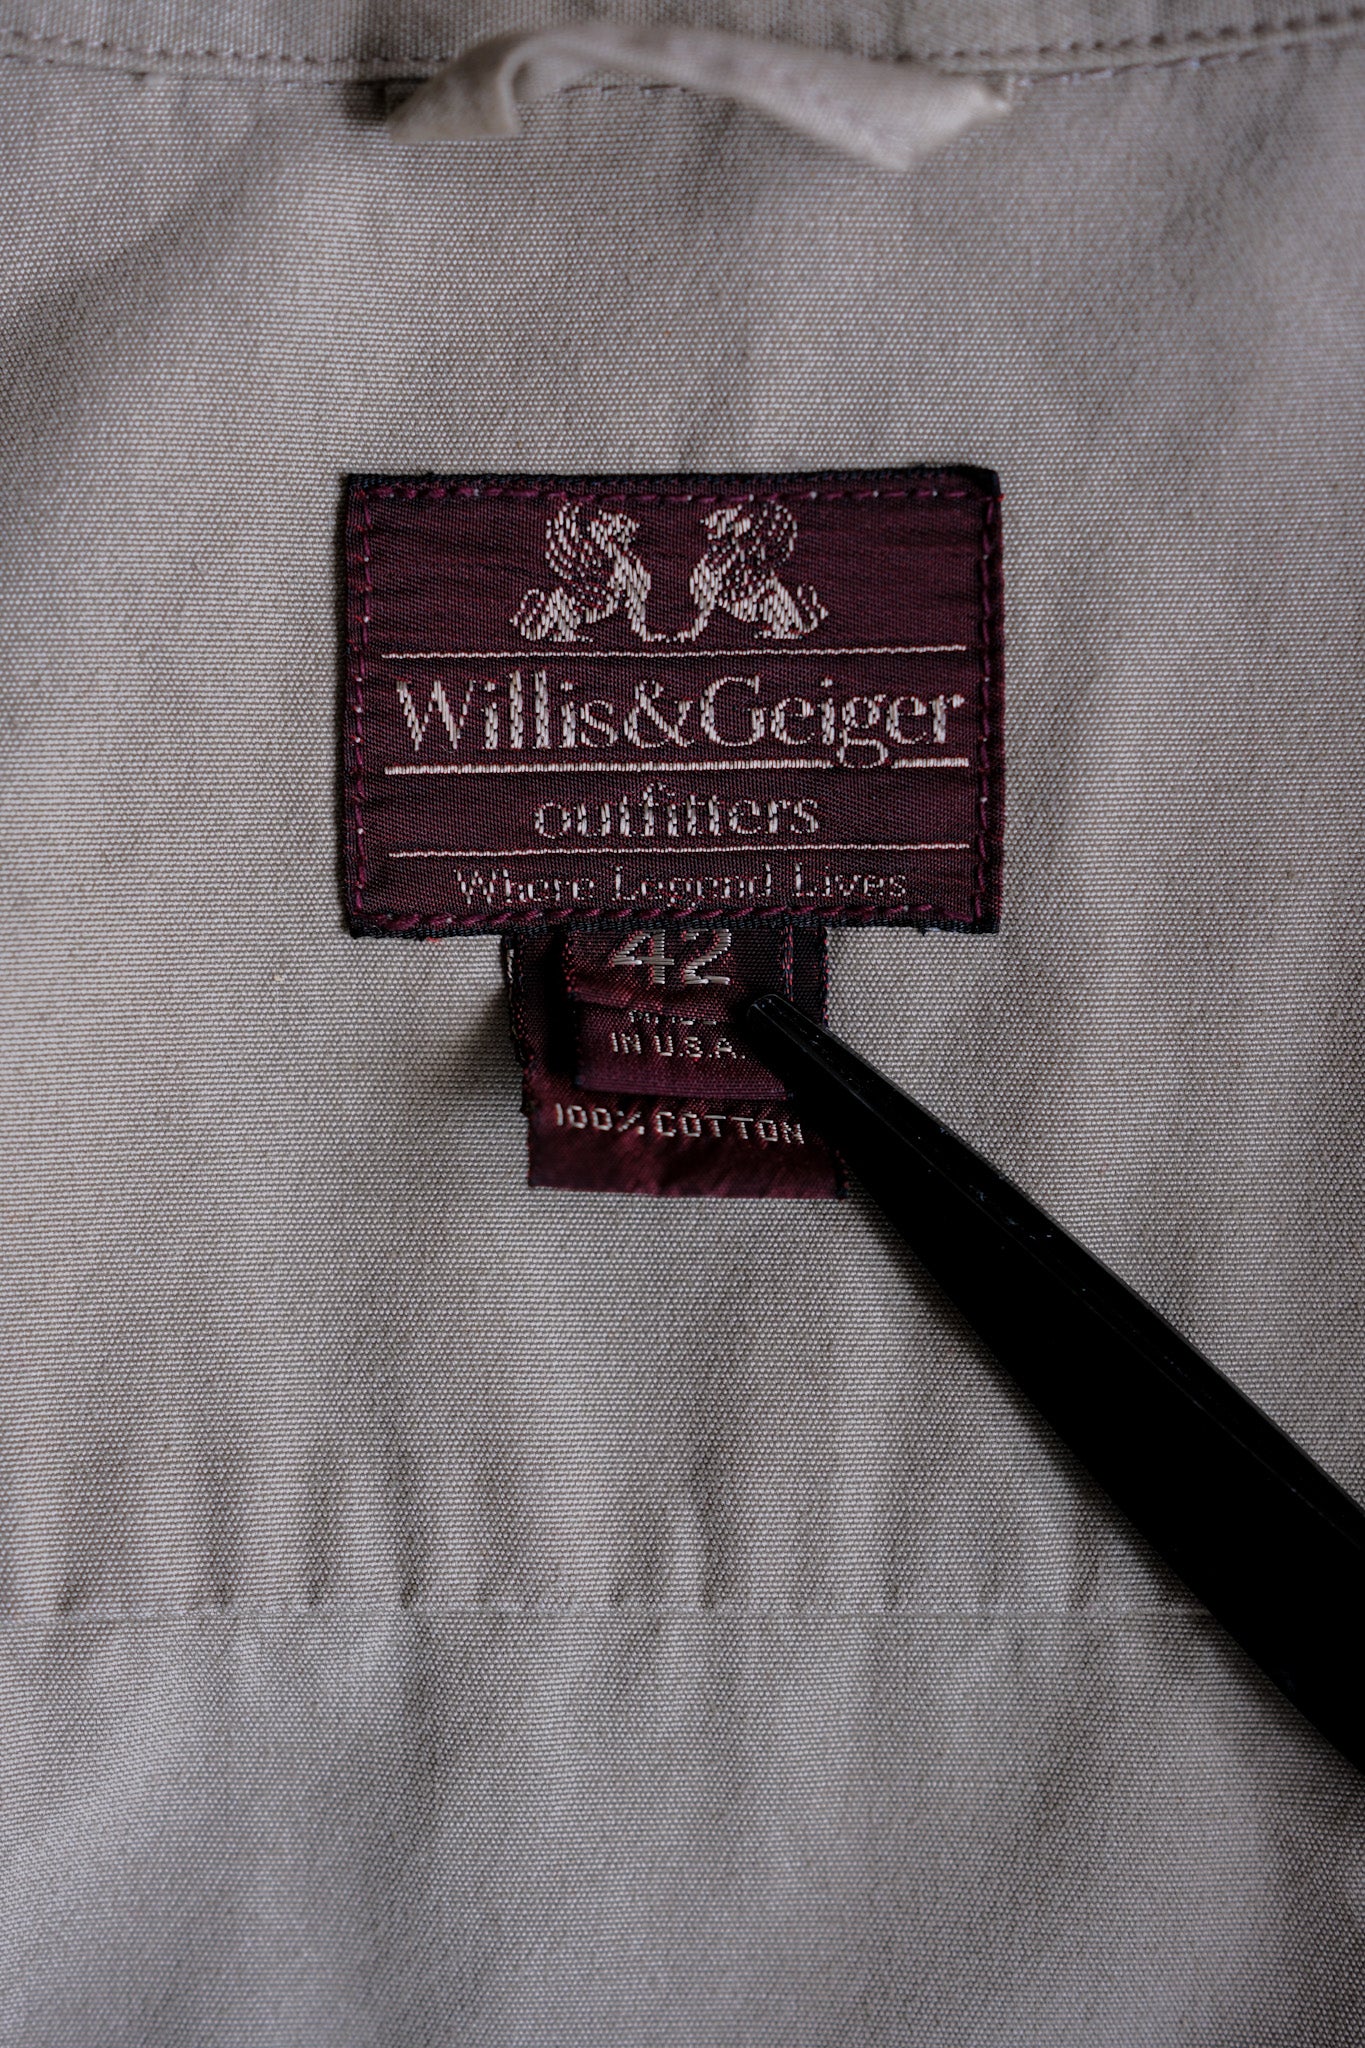 Willis&Geiger
outfitters
Where Legend Lives
42
IN U.S.A.
100% COTTON